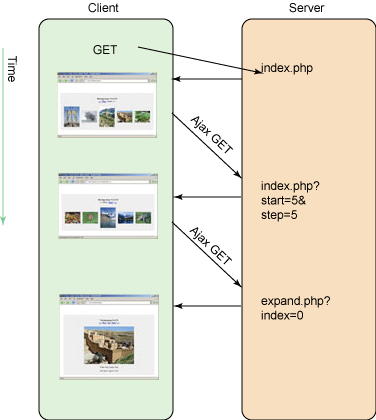 Client
Server
Time
GET
index.php
Ajax GET
index.php?
start=5&
step=5
Ajax GET
expand.php?
index=0